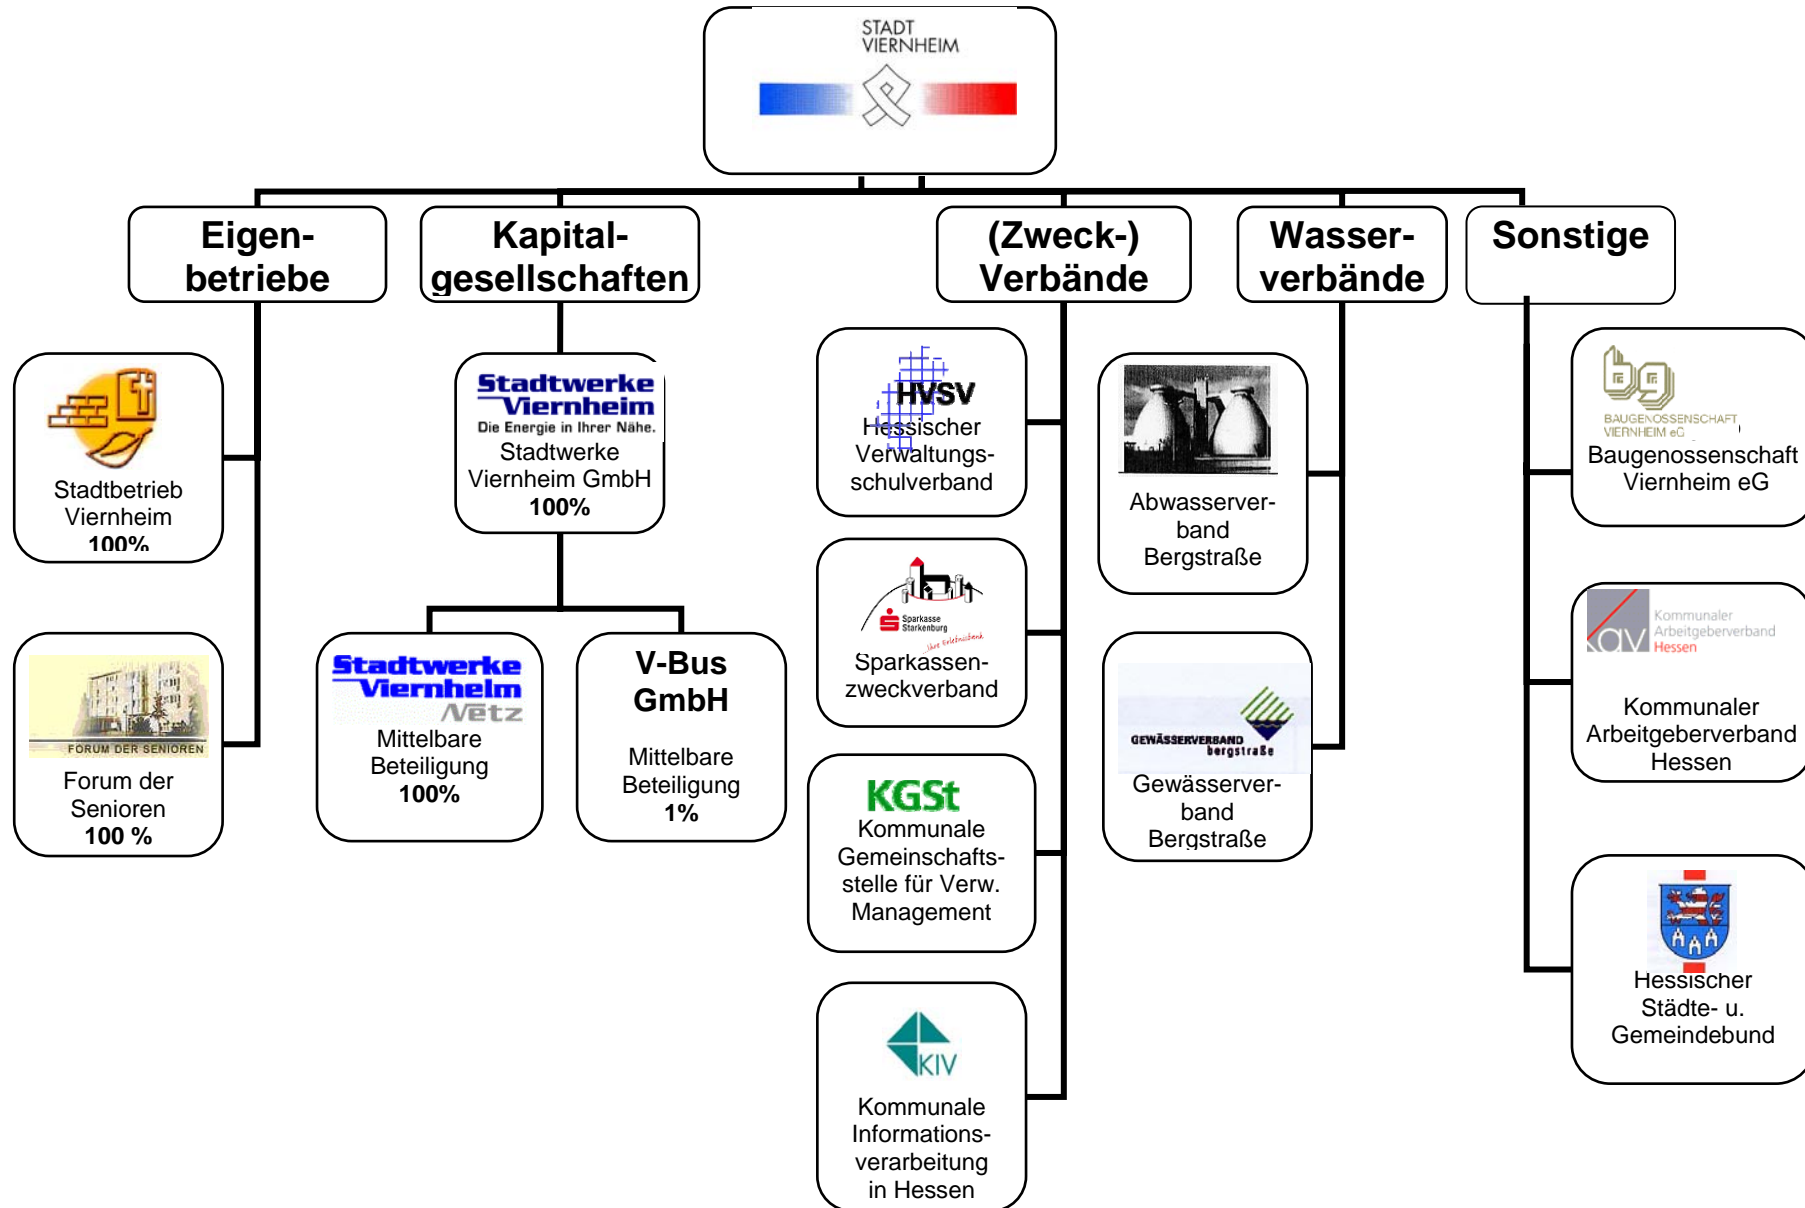 STADT
VIERNHEIM
Eigen-
betriebe
Kapital-
gesellschaften
(Zweck-)
Verbände
Wasser-
verbände
Sonstige
Stadtbetrieb
Viernheim
100%
FORUM DER SENIOREN
Forum der
Senioren
100 %
Stadtwerke
Viernheim
Die Energie in Ihrer Nähe.
Stadtwerke
Viernheim GmbH
100%
Stadtwerke
Viernheim
Netz
Mittelbare
Beteiligung
100%
V-Bus
GmbH
Mittelbare
Beteiligung
1%
HVSV
Hessischer
Verwaltungs-
schulverband
Sparkasse
Starkenburg
...Ihre Erlebnisbank
Sparkassen-
zweckverband
KGSt
Kommunale
Gemeinschafts-
stelle für Verw.
Management
KIV
Kommunale
Informations-
verarbeitung
in Hessen
Abwasserver-
band
Bergstraße
GEWÄSSERVERBAND
bergstraße
Gewässerver-
band
Bergstraße
bg
BAUGENOSSENSCHAFT
VIERNHEIM eG
Baugenossenschaft
Viernheim eG
kav
Kommunaler
Arbeitgeberverband
Hessen
Kommunaler
Arbeitgeberverband
Hessen
Hessischer
Städte- u.
Gemeindebund